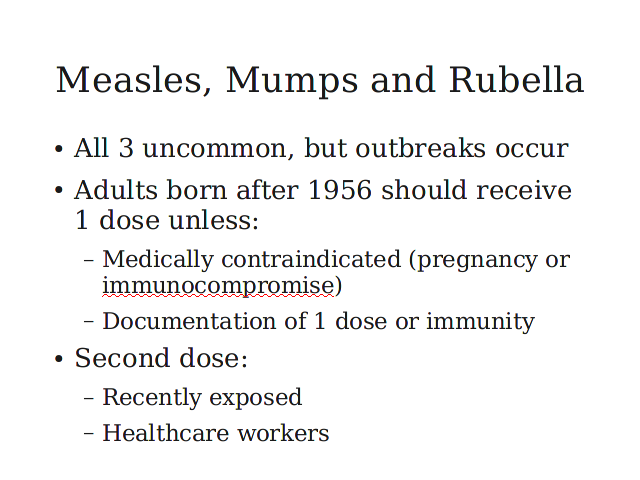 Measles, Mumps and Rubella
• All 3 uncommon, but outbreaks occur
• Adults born after 1956 should receive
1 dose unless:
– Medically contraindicated (pregnancy or
immunocompromise)
– Documentation of 1 dose or immunity
• Second dose:
– Recently exposed
– Healthcare workers